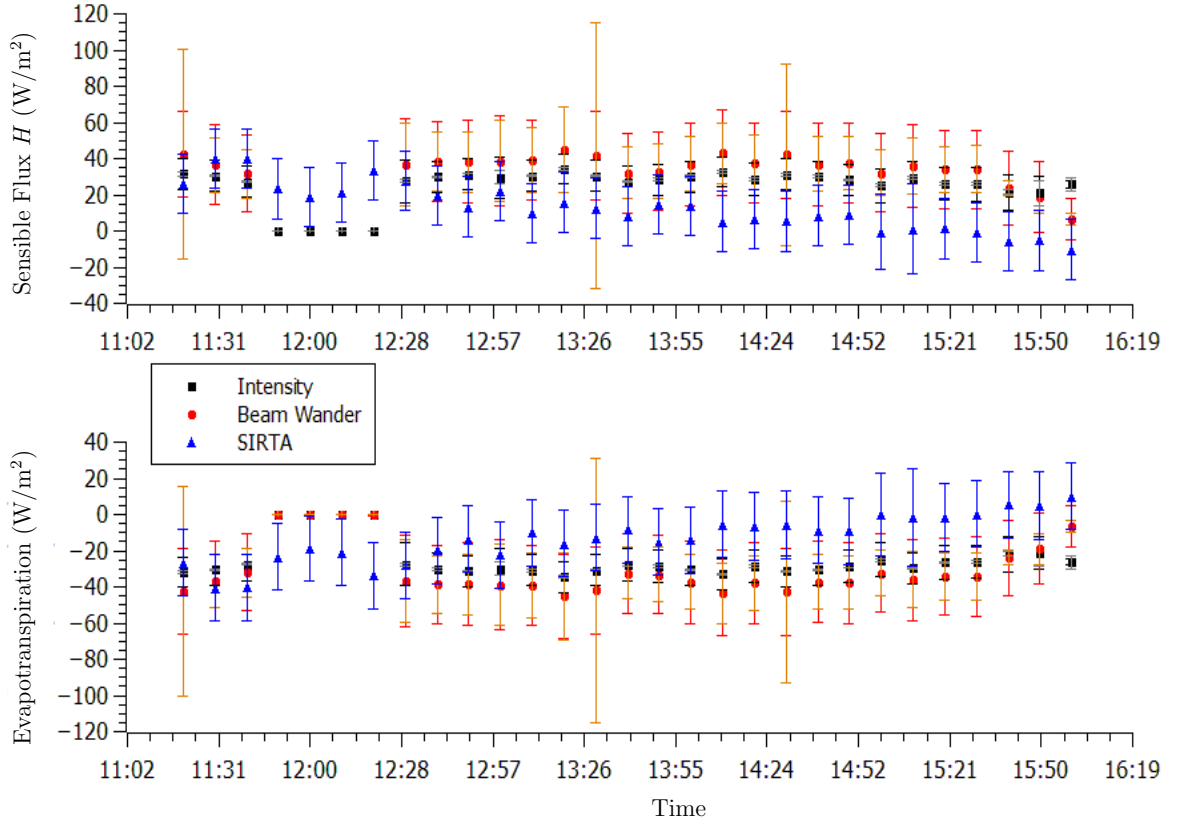 120
100
80
60
40
20
0
−20
−40
Sensible Flux H (W/m²)
11:02 11:31 12:00 12:28 12:57 13:26 13:55 14:24 14:52 15:21 15:50 16:19
Intensity
Beam Wander
SIRTA
40
20
0
−20
−40
−60
−80
−100
−120
Evapotranspiration (W/m²)
11:02 11:31 12:00 12:28 12:57 13:26 13:55 14:24 14:52 15:21 15:50 16:19
Time